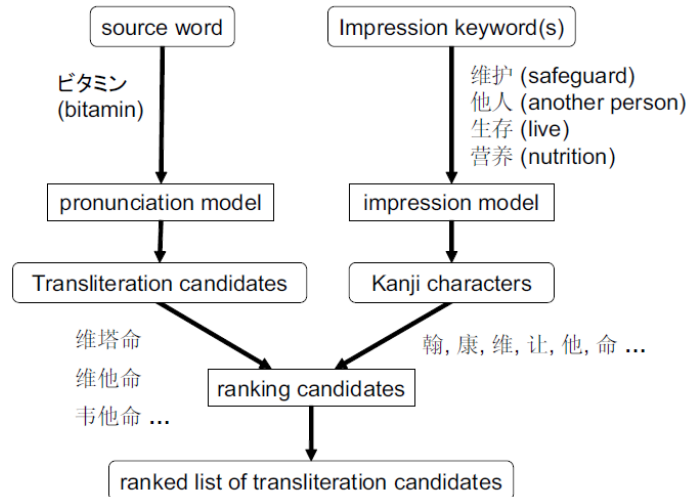 source word
Impression keyword(s)
ビタミン
(bitamin)
维护 (safeguard)
他人 (another person)
生存 (live)
营养 (nutrition)
pronunciation model
impression model
Transliteration candidates
Kanji characters
维塔命
维他命
韦他命 ...
翰, 康, 维, 让, 他, 命 ...
ranking candidates
ranked list of transliteration candidates